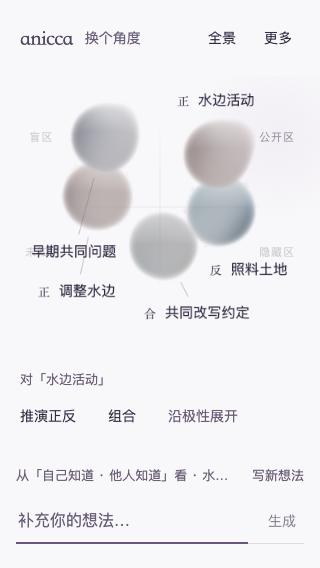 anicca 换个角度 全景 更多
正 水边活动
盲区 公开区
早期共同问题 隐藏区
反 照料土地
正 调整水边
合 共同改写约定
对「水边活动」
推演正反 组合 沿极性展开
从「自己知道 · 他人知道」看 · 水… 写新想法
补充你的想法… 生成